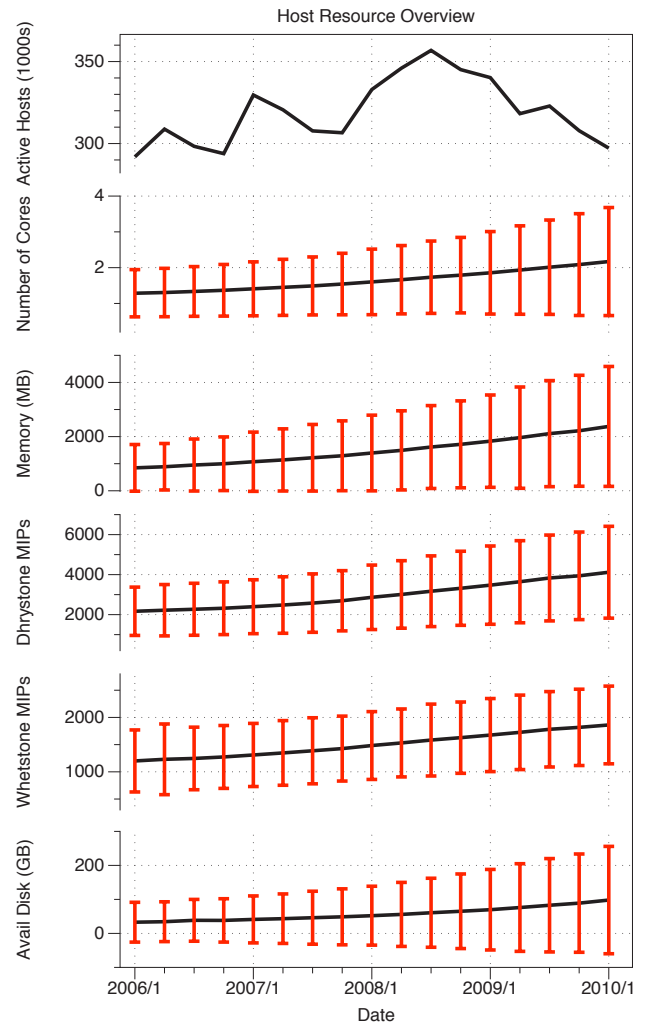 Host Resource Overview
Active Hosts (1000s)
350
300
Number of Cores
4
2
Memory (MB)
4000
2000
0
Dhrystone MIPs
6000
4000
2000
Whetstone MIPs
2000
1000
Avail Disk (GB)
200
0
2006/1 2007/1 2008/1 2009/1 2010/1
Date